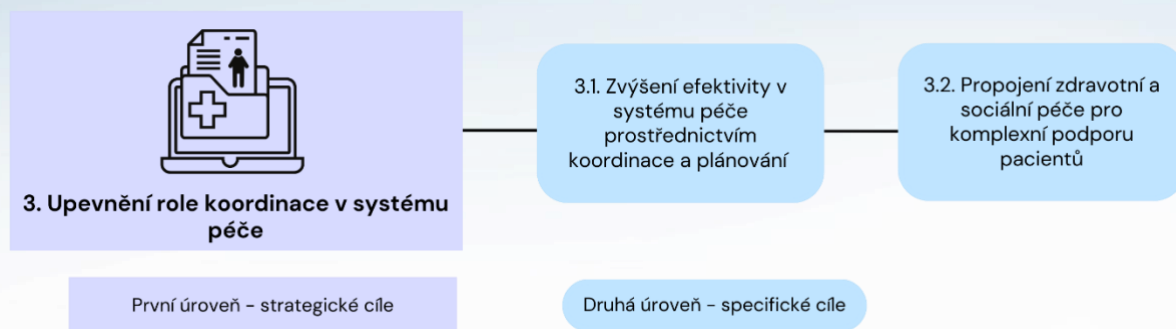 3. Upevnění role koordinace v systému
péče
3.1. Zvýšení efektivity v
systému péče
prostřednictvím
koordinace a plánování
3.2. Propojení zdravotní a
sociální péče pro
komplexní podporu
pacientů
První úroveň - strategické cíle
Druhá úroveň - specifické cíle